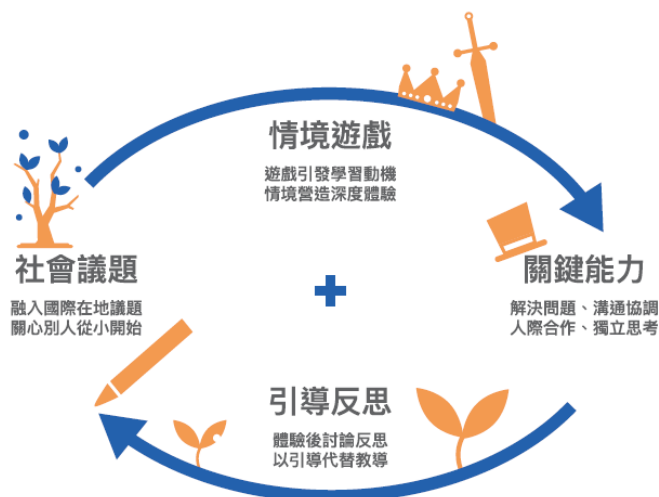 情境遊戲
遊戲引發學習動機
情境營造深度體驗
社會議題
融入國際在地議題
關心別人從小開始
關鍵能力
解決問題、溝通協調
人際合作、獨立思考
引導反思
體驗後討論反思
以引導代替教導